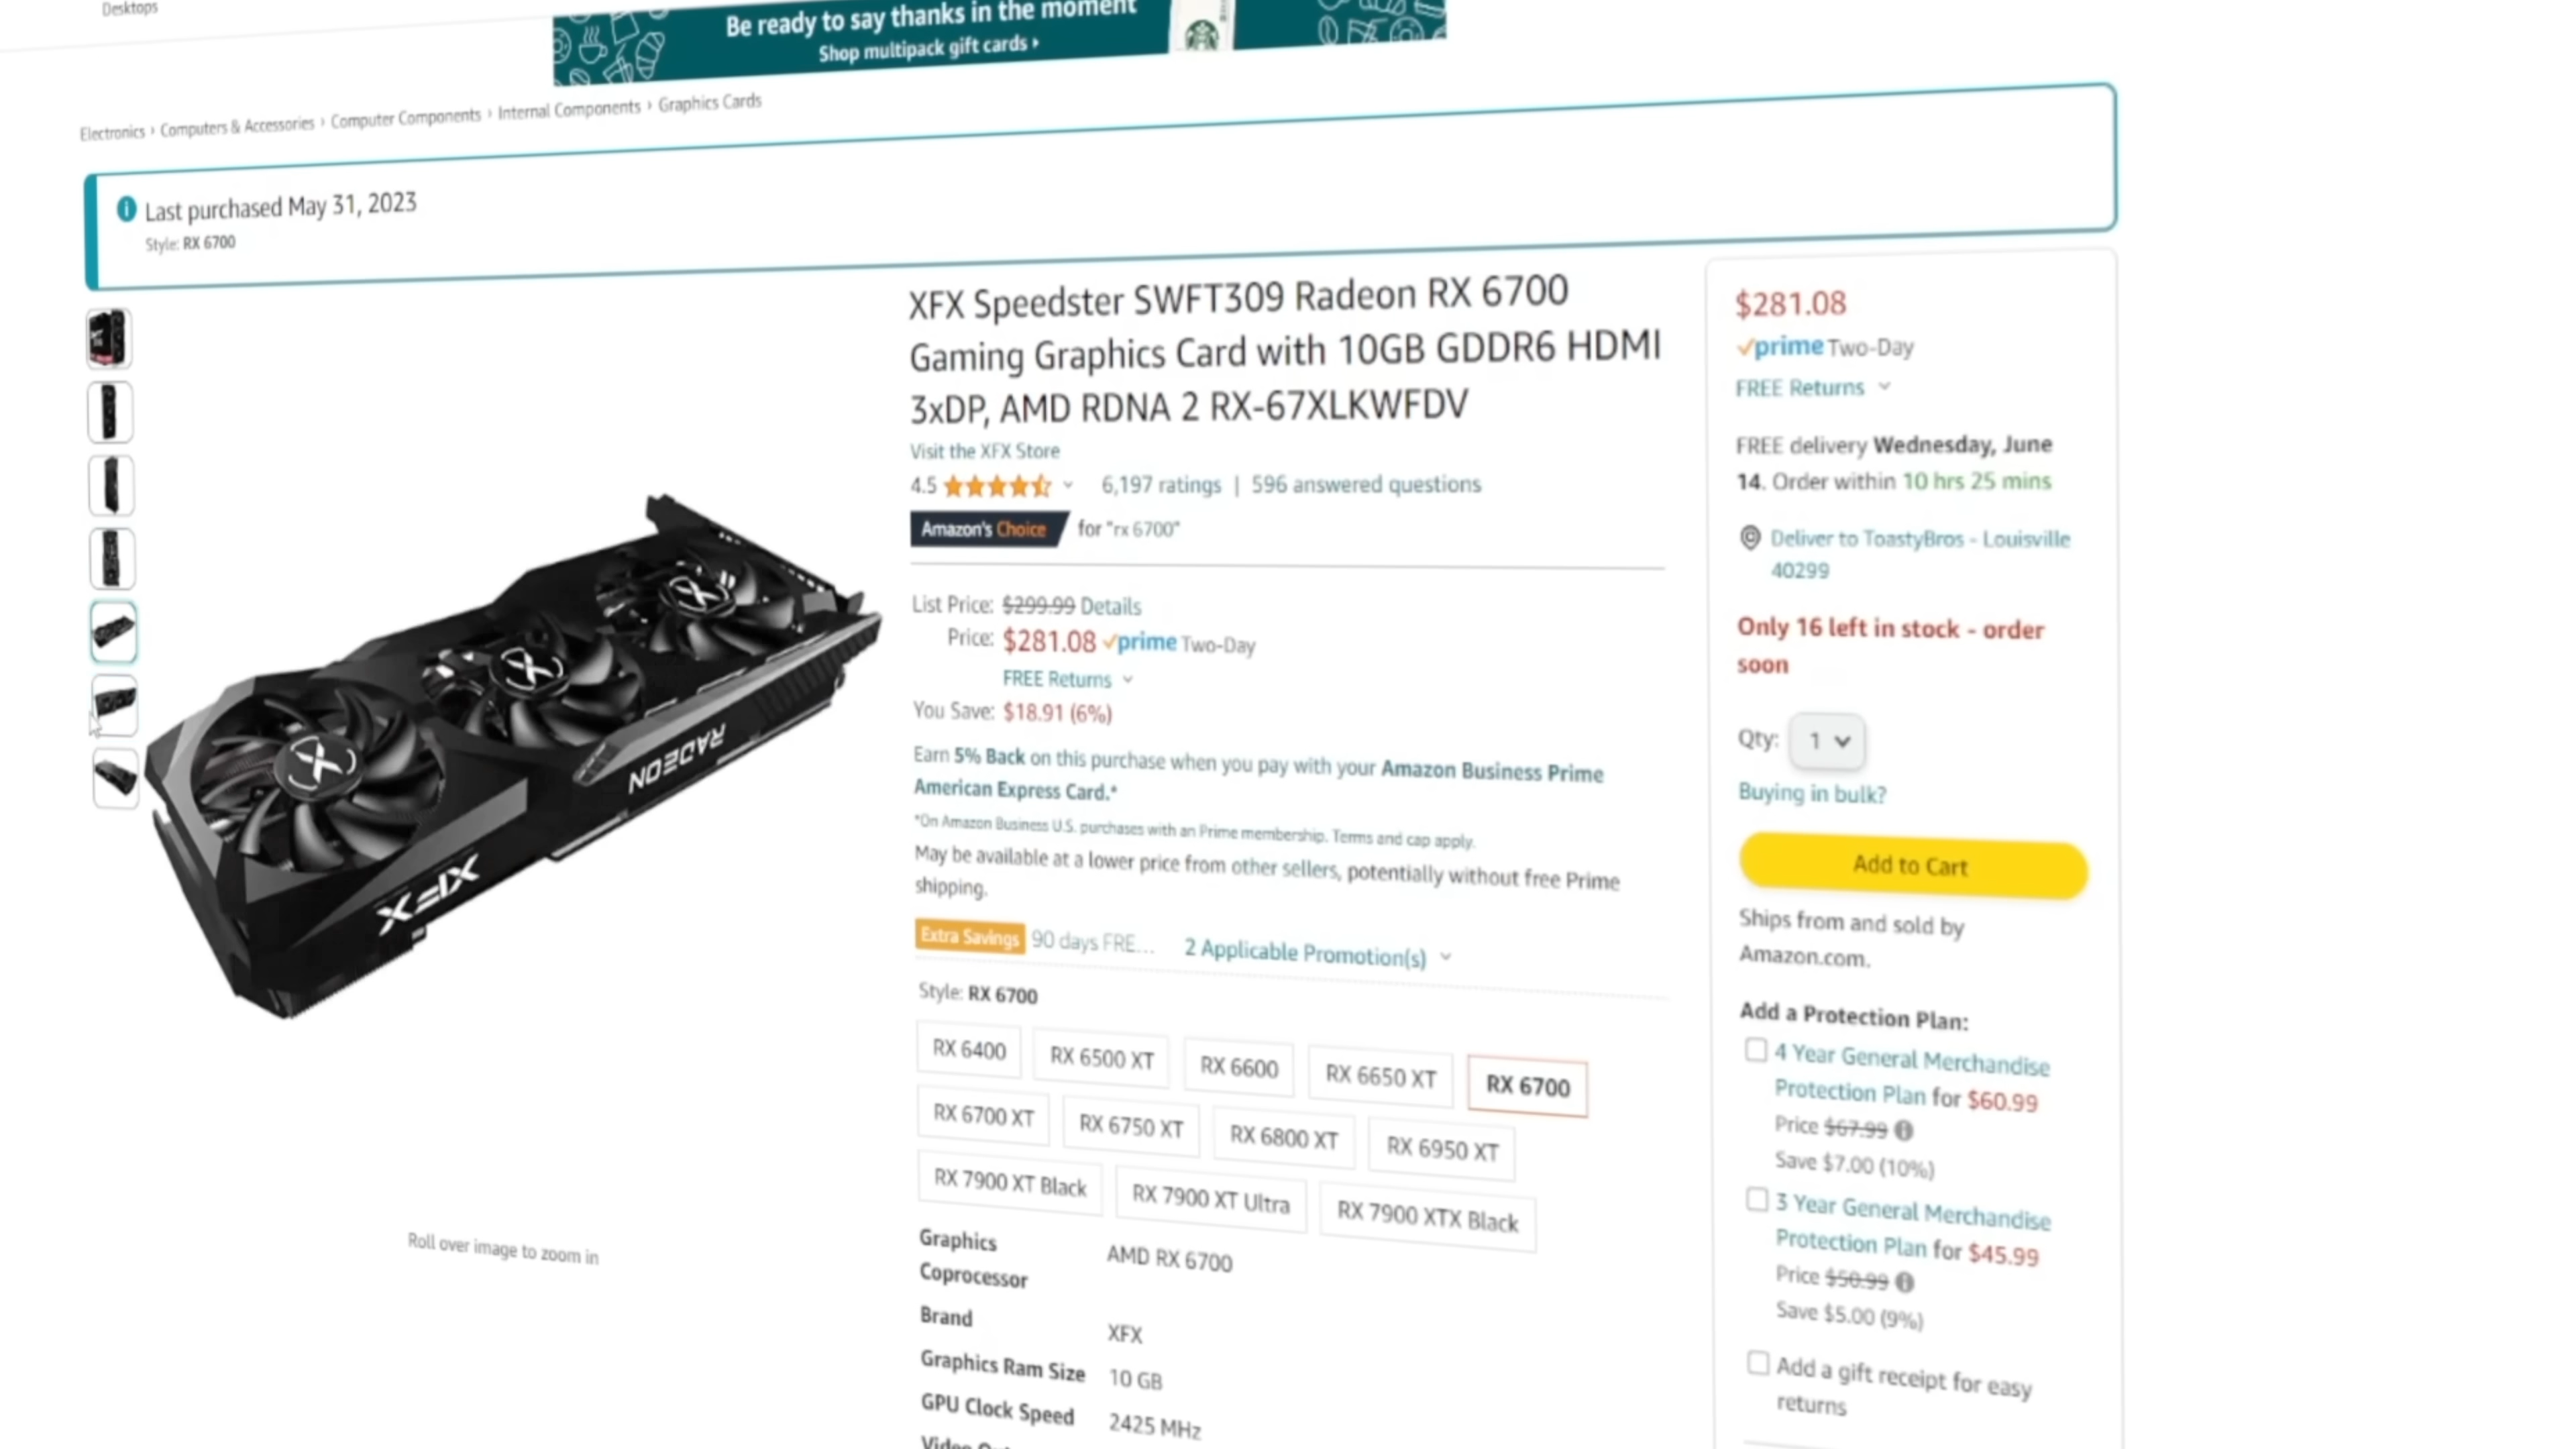 Desktops
Be ready to say thanks in the moment
Shop multipack gift cards
Electronics › Computers & Accessories › Computer Components › Internal Components › Graphics Cards
Last purchased May 31, 2023
Style: RX 6700
XFX Speedster SWFT309 Radeon RX 6700
Gaming Graphics Card with 10GB GDDR6 HDMI
3xDP, AMD RDNA 2 RX-67XLKWFDV
Visit the XFX Store
4.5 6,197 ratings | 596 answered questions
Amazon's Choice for "rx 6700"
List Price: $299.99 Details
Price: $281.08 prime Two-Day
FREE Returns
You Save: $18.91 (6%)
Earn 5% Back on this purchase when you pay with your Amazon Business Prime
American Express Card.*
*On Amazon Business U.S. purchases with an Prime membership. Terms and cap apply.
May be available at a lower price from other sellers, potentially without free Prime
shipping.
Extra Savings 90 days FRE... 2 Applicable Promotion(s)
Style: RX 6700
RX 6400 RX 6500 XT RX 6600 RX 6650 XT RX 6700
RX 6700 XT RX 6750 XT RX 6800 XT RX 6950 XT
RX 7900 XT Black RX 7900 XT Ultra RX 7900 XTX Black
Graphics
Coprocessor AMD RX 6700
Brand XFX
Graphics Ram Size 10 GB
GPU Clock Speed 2425 MHz
RADEON
XFX
Roll over image to zoom in
$281.08
prime Two-Day
FREE Returns
FREE delivery Wednesday, June
14. Order within 10 hrs 25 mins
Deliver to ToastyBros - Louisville
40299
Only 16 left in stock - order
soon
Qty: 1
Buying in bulk?
Add to Cart
Ships from and sold by
Amazon.com.
Add a Protection Plan:
4 Year General Merchandise
Protection Plan for $60.99
Price $67.99
Save $7.00 (10%)
3 Year General Merchandise
Protection Plan for $45.99
Price $50.99
Save $5.00 (9%)
Add a gift receipt for easy
returns